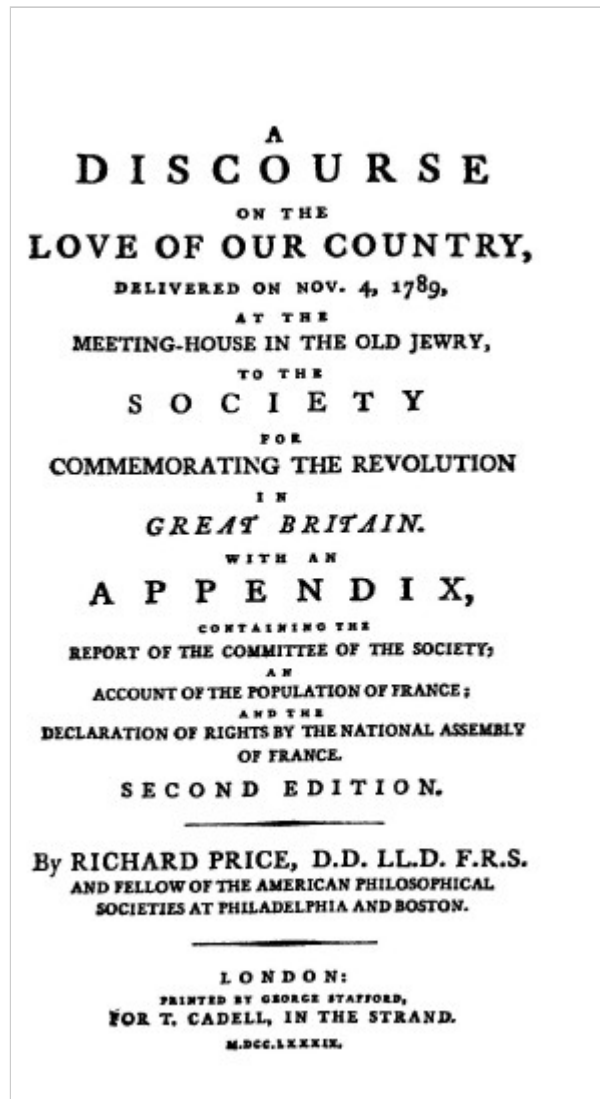 A
DISCOURSE
ON THE
LOVE OF OUR COUNTRY,
DELIVERED ON NOV. 4, 1789,
AT THE
MEETING-HOUSE IN THE OLD JEWRY,
TO THE
SOCIETY
FOR
COMMEMORATING THE REVOLUTION
IN
GREAT BRITAIN.
WITH AN
APPENDIX,
CONTAINING THE
REPORT OF THE COMMITTEE OF THE SOCIETY;
AN
ACCOUNT OF THE POPULATION OF FRANCE;
AND THE
DECLARATION OF RIGHTS BY THE NATIONAL ASSEMBLY
OF FRANCE.
SECOND EDITION.
By RICHARD PRICE, D.D. LL.D. F.R.S.
AND FELLOW OF THE AMERICAN PHILOSOPHICAL
SOCIETIES AT PHILADELPHIA AND BOSTON.
LONDON:
PRINTED BY GEORGE STAFFORD,
FOR T. CADELL, IN THE STRAND.
M.DCC.LXXXIX.